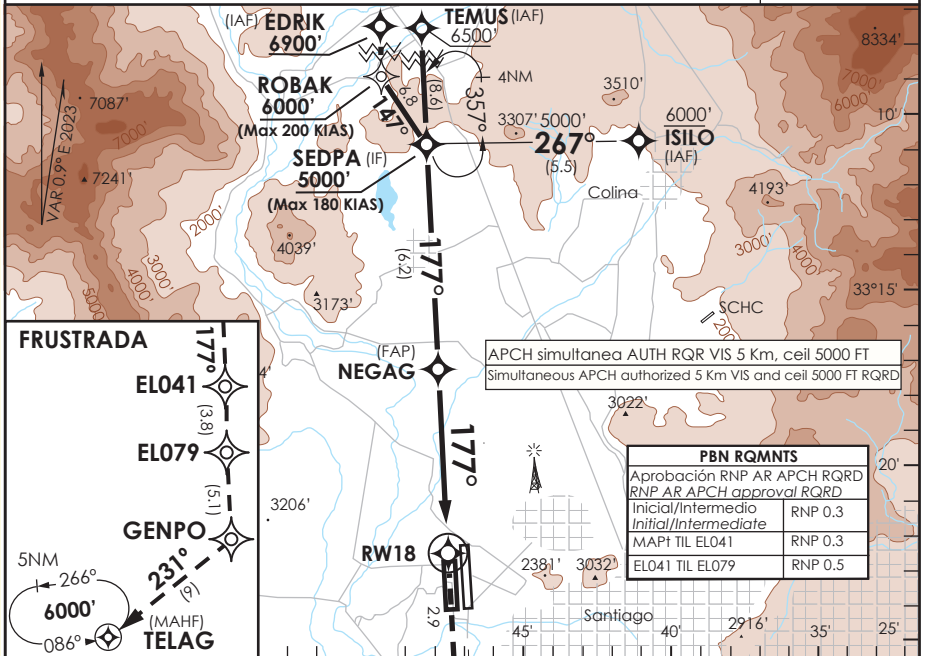 (IAF) EDRIK
6900'
TEMUS (IAF)
6500'
8334'
7000'
6000'
10'
ROBAK
6000'
(Max 200 KIAS)
6.8
147°
(8.6)
357°
4NM
3510'
3307'
5000'
267°
(5.5)
6000'
ISILO
(IAF)
SEDPA (IF)
5000'
(Max 180 KIAS)
VAR 0.9° E 2023
7087'
7000'
7241'
2000'
3000'
4000'
5000'
4039'
3173'
Colina
4193'
3000'
4000'
33°15'
SCHC
200
177°
(6.2)
(FAP)
NEGAG
APCH simultanea AUTH RQR VIS 5 Km, ceil 5000 FT
Simultaneous APCH authorized 5 Km VIS and ceil 5000 FT RQRD
3022'
177°
FRUSTRADA
177°
EL041
(3.8)
4'
EL079
(5.1)
GENPO
3206'
231°
(9)
5NM
266°
6000'
086°
(MAHF)
TELAG
RW18
2.9
2381'
3032'
PBN RQMNTS
Aprobación RNP AR APCH RQRD
RNP AR APCH approval RQRD
Inicial/Intermedio
Initial/Intermediate
RNP 0.3
MAPt TIL EL041
RNP 0.3
EL041 TIL EL079
RNP 0.5
20'
Santiago
2916'
45'
40'
35'
25'